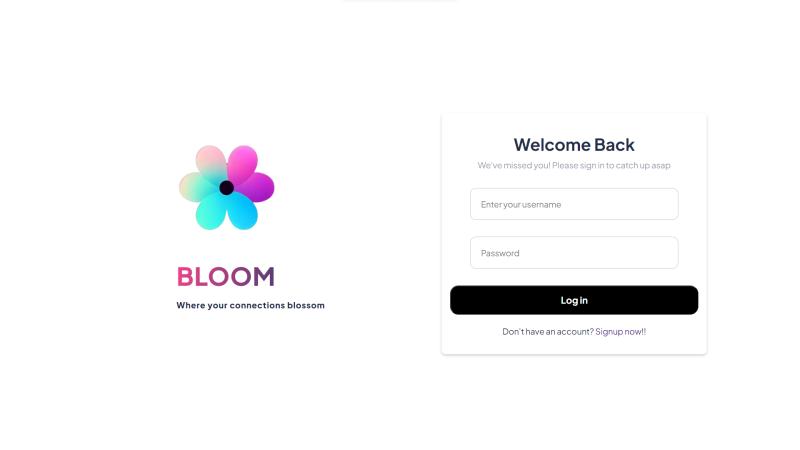 BLOOM
Where your connections blossom
Welcome Back
We've missed you! Please sign in to catch up asap
Enter your username
Password
Log in
Don't have an account? Signup now!!